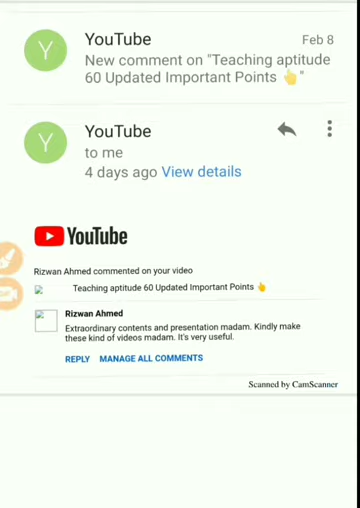 Y
YouTube
Feb 8
New comment on "Teaching aptitude
60 Updated Important Points 👆"
Y
YouTube
to me
4 days ago View details
YouTube
Rizwan Ahmed commented on your video
Teaching aptitude 60 Updated Important Points 👆
Rizwan Ahmed
Extraordinary contents and presentation madam. Kindly make
these kind of videos madam. It's very useful.
REPLY MANAGE ALL COMMENTS
Scanned by CamScanner